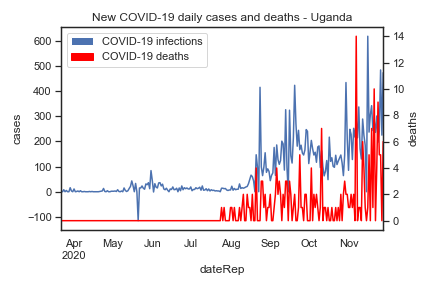 New COVID-19 daily cases and deaths - Uganda
COVID-19 infections
COVID-19 deaths
600
500
400
300
200
100
0
−100
cases
14
12
10
8
6
4
2
0
deaths
Apr
2020
May
Jun
Jul
Aug
Sep
Oct
Nov
dateRep